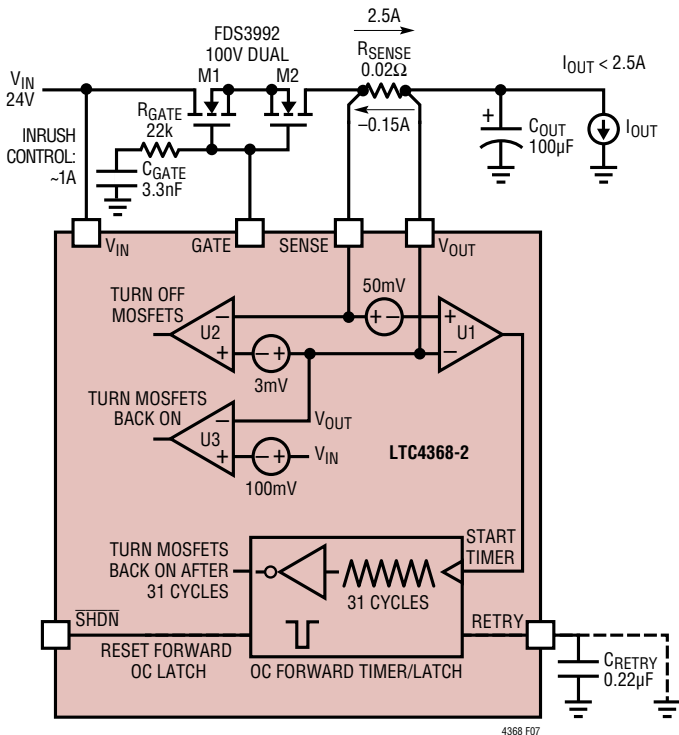 FDS3992
100V DUAL
M1
M2
2.5A
RSENSE
0.02Ω
–0.15A
IOUT < 2.5A
VIN
24V
RGATE
22k
INRUSH
CONTROL:
~1A
CGATE
3.3nF
+
COUT
100µF
IOUT
VIN
GATE
SENSE
VOUT
50mV
TURN OFF
MOSFETS
–
U2
+
+ –
+
U1
–
– +
3mV
TURN MOSFETS
BACK ON
–
U3
+
VOUT
– +
VIN
100mV
LTC4368-2
START
TIMER
TURN MOSFETS
BACK ON AFTER
31 CYCLES
31 CYCLES
SHDN
RESET FORWARD
OC LATCH
OC FORWARD TIMER/LATCH
RETRY
CRETRY
0.22µF
4368 F07